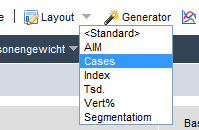 e | Layout Generator
<Standard>
sonengewicht AIM
Cases
Index
Tsd.
Vert%
Segmentatiom
Bas